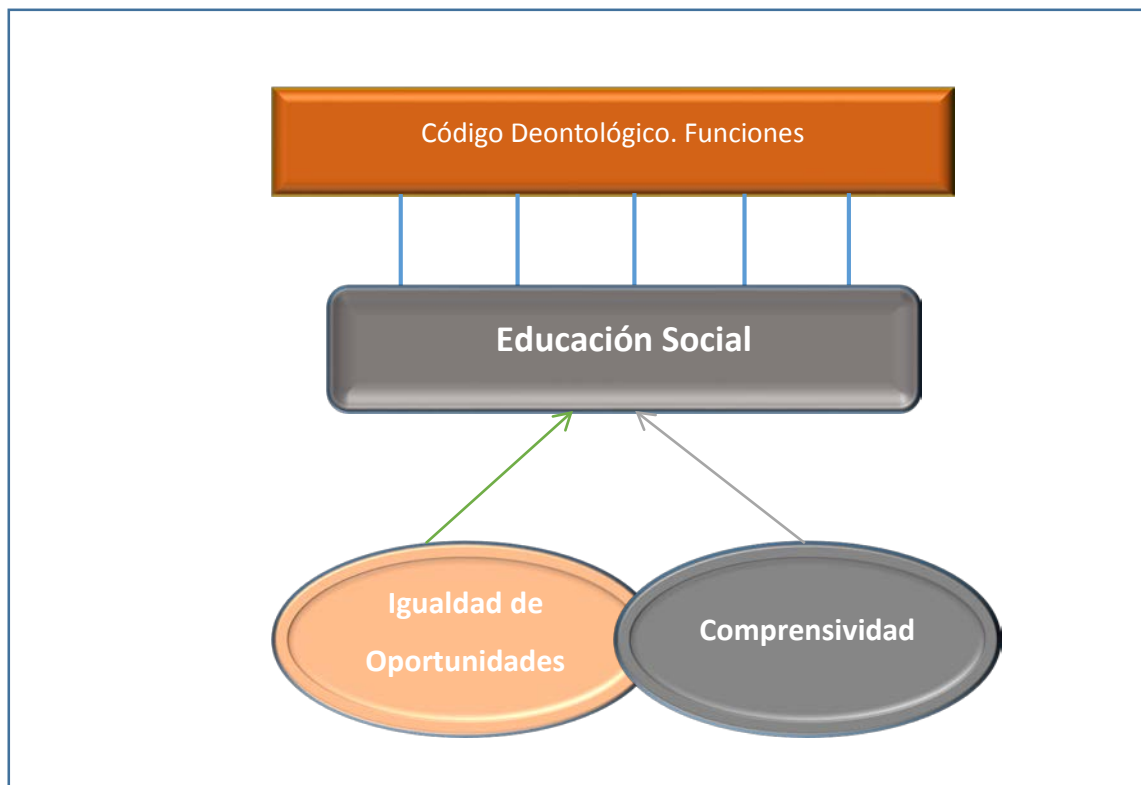 Código Deontológico. Funciones
Educación Social
Igualdad de
Oportunidades
Comprensividad